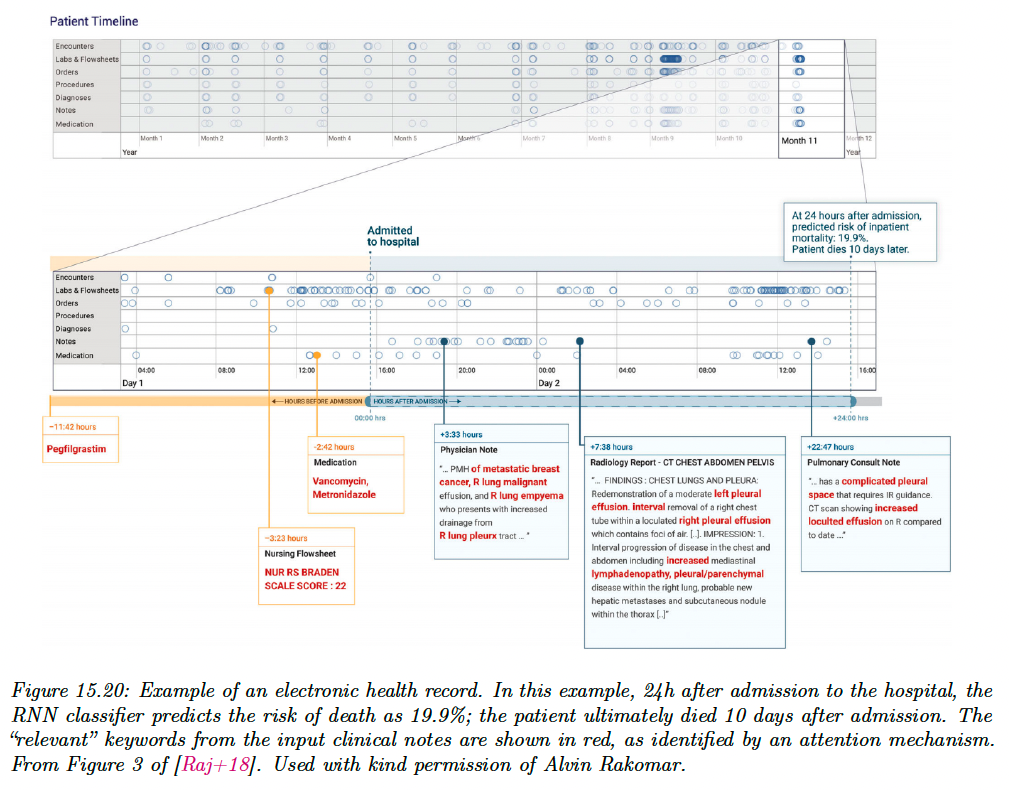 Patient Timeline
Encounters
Labs & Flowsheets
Orders
Procedures
Diagnoses
Notes
Medication
Month 1 Month 2 Month 3 Month 4 Month 5 Month 6 Month 7 Month 8 Month 9 Month 10 Month 11 Month 12
Year Year
Admitted
to hospital
At 24 hours after admission,
predicted risk of inpatient
mortality: 19.9%.
Patient dies 10 days later.
Encounters
Labs & Flowsheets
Orders
Procedures
Diagnoses
Notes
Medication
04:00 08:00 12:00 16:00 20:00 00:00 04:00 08:00 12:00 16:00
Day 1 Day 2
HOURS BEFORE ADMISSION HOURS AFTER ADMISSION
00:00 hrs +24:00 hrs
−11:42 hours
Pegfilgrastim
-2:42 hours
Medication
Vancomycin,
Metronidazole
−3:23 hours
Nursing Flowsheet
NUR RS BRADEN
SCALE SCORE : 22
+3:33 hours
Physician Note
"... PMH of metastatic breast
cancer, R lung malignant
effusion, and R lung empyema
who presents with increased
drainage from
R lung pleurx tract ... "
+7:38 hours
Radiology Report - CT CHEST ABDOMEN PELVIS
"... FINDINGS : CHEST LUNGS AND PLEURA:
Redemonstration of a moderate left pleural
effusion. interval removal of a right chest
tube within a loculated right pleural effusion
which contains foci of air. [..]. IMPRESSION: 1.
Interval progression of disease in the chest and
abdomen including increased mediastinal
lymphadenopathy, pleural/parenchymal
disease within the right lung, probable new
hepatic metastases and subcutaneous nodule
within the thorax [..]"
+22:47 hours
Pulmonary Consult Note
"... has a complicated pleural
space that requires IR guidance.
CT scan showing increased
loculted effusion on R compared
to date ..."
Figure 15.20: Example of an electronic health record. In this example, 24h after admission to the hospital, the
RNN classifier predicts the risk of death as 19.9%; the patient ultimately died 10 days after admission. The
“relevant” keywords from the input clinical notes are shown in red, as identified by an attention mechanism.
From Figure 3 of [Raj+18]. Used with kind permission of Alvin Rakomar.